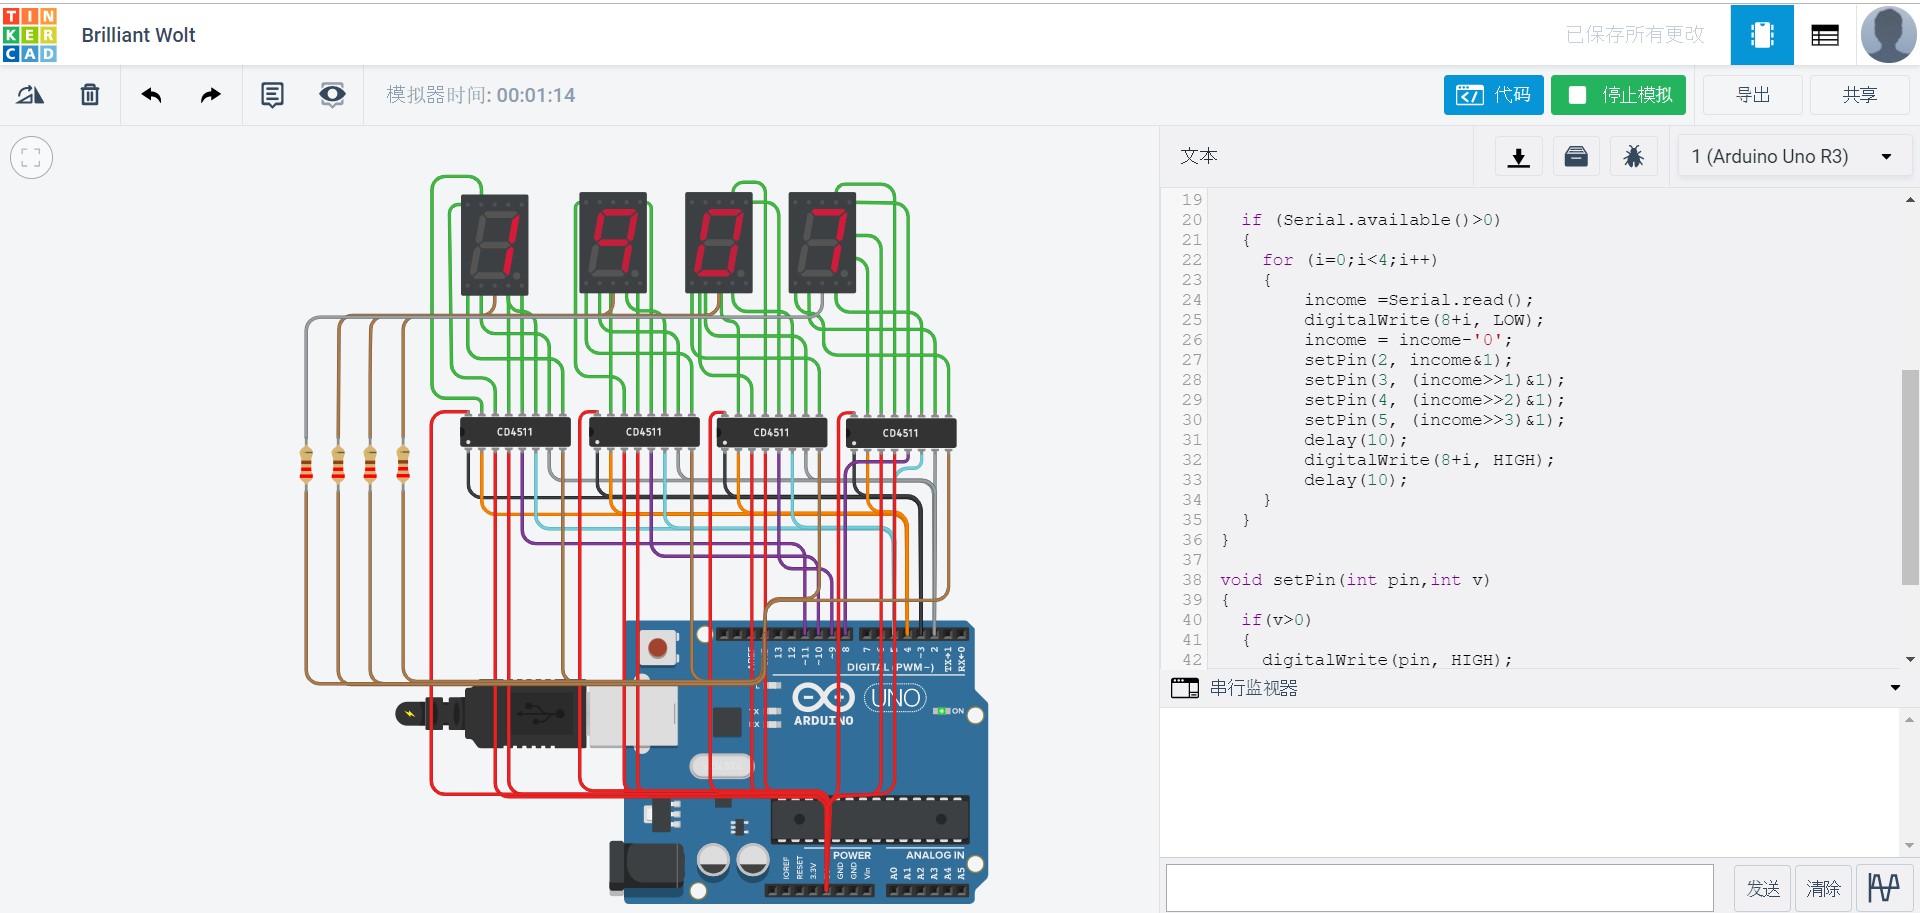 TIN
KER
CAD
Brilliant Wolt
已保存所有更改
模拟器时间: 00:01:14
代码
停止模拟
导出
共享
文本
1 (Arduino Uno R3)
19
20 if (Serial.available()>0)
21 {
22 for (i=0;i<4;i++)
23 {
24 income =Serial.read();
25 digitalWrite(8+i, LOW);
26 income = income-'0';
27 setPin(2, income&1);
28 setPin(3, (income>>1)&1);
29 setPin(4, (income>>2)&1);
30 setPin(5, (income>>3)&1);
31 delay(10);
32 digitalWrite(8+i, HIGH);
33 delay(10);
34 }
35 }
36 }
37
38 void setPin(int pin,int v)
39 {
40 if(v>0)
41 {
42 digitalWrite(pin, HIGH);
串行监视器
发送
清除
1 9 0 7
CD4511
CD4511
CD4511
CD4511
13 12 ~11 ~10 ~9 8 7 4 ~3 2 TX→1 RX←0
DIGITAL (PWM~)
UNO
ARDUINO
ON
POWER
ANALOG IN
IOREF RESET 3.3V GND GND Vin A0 A1 A2 A3 A4 A5